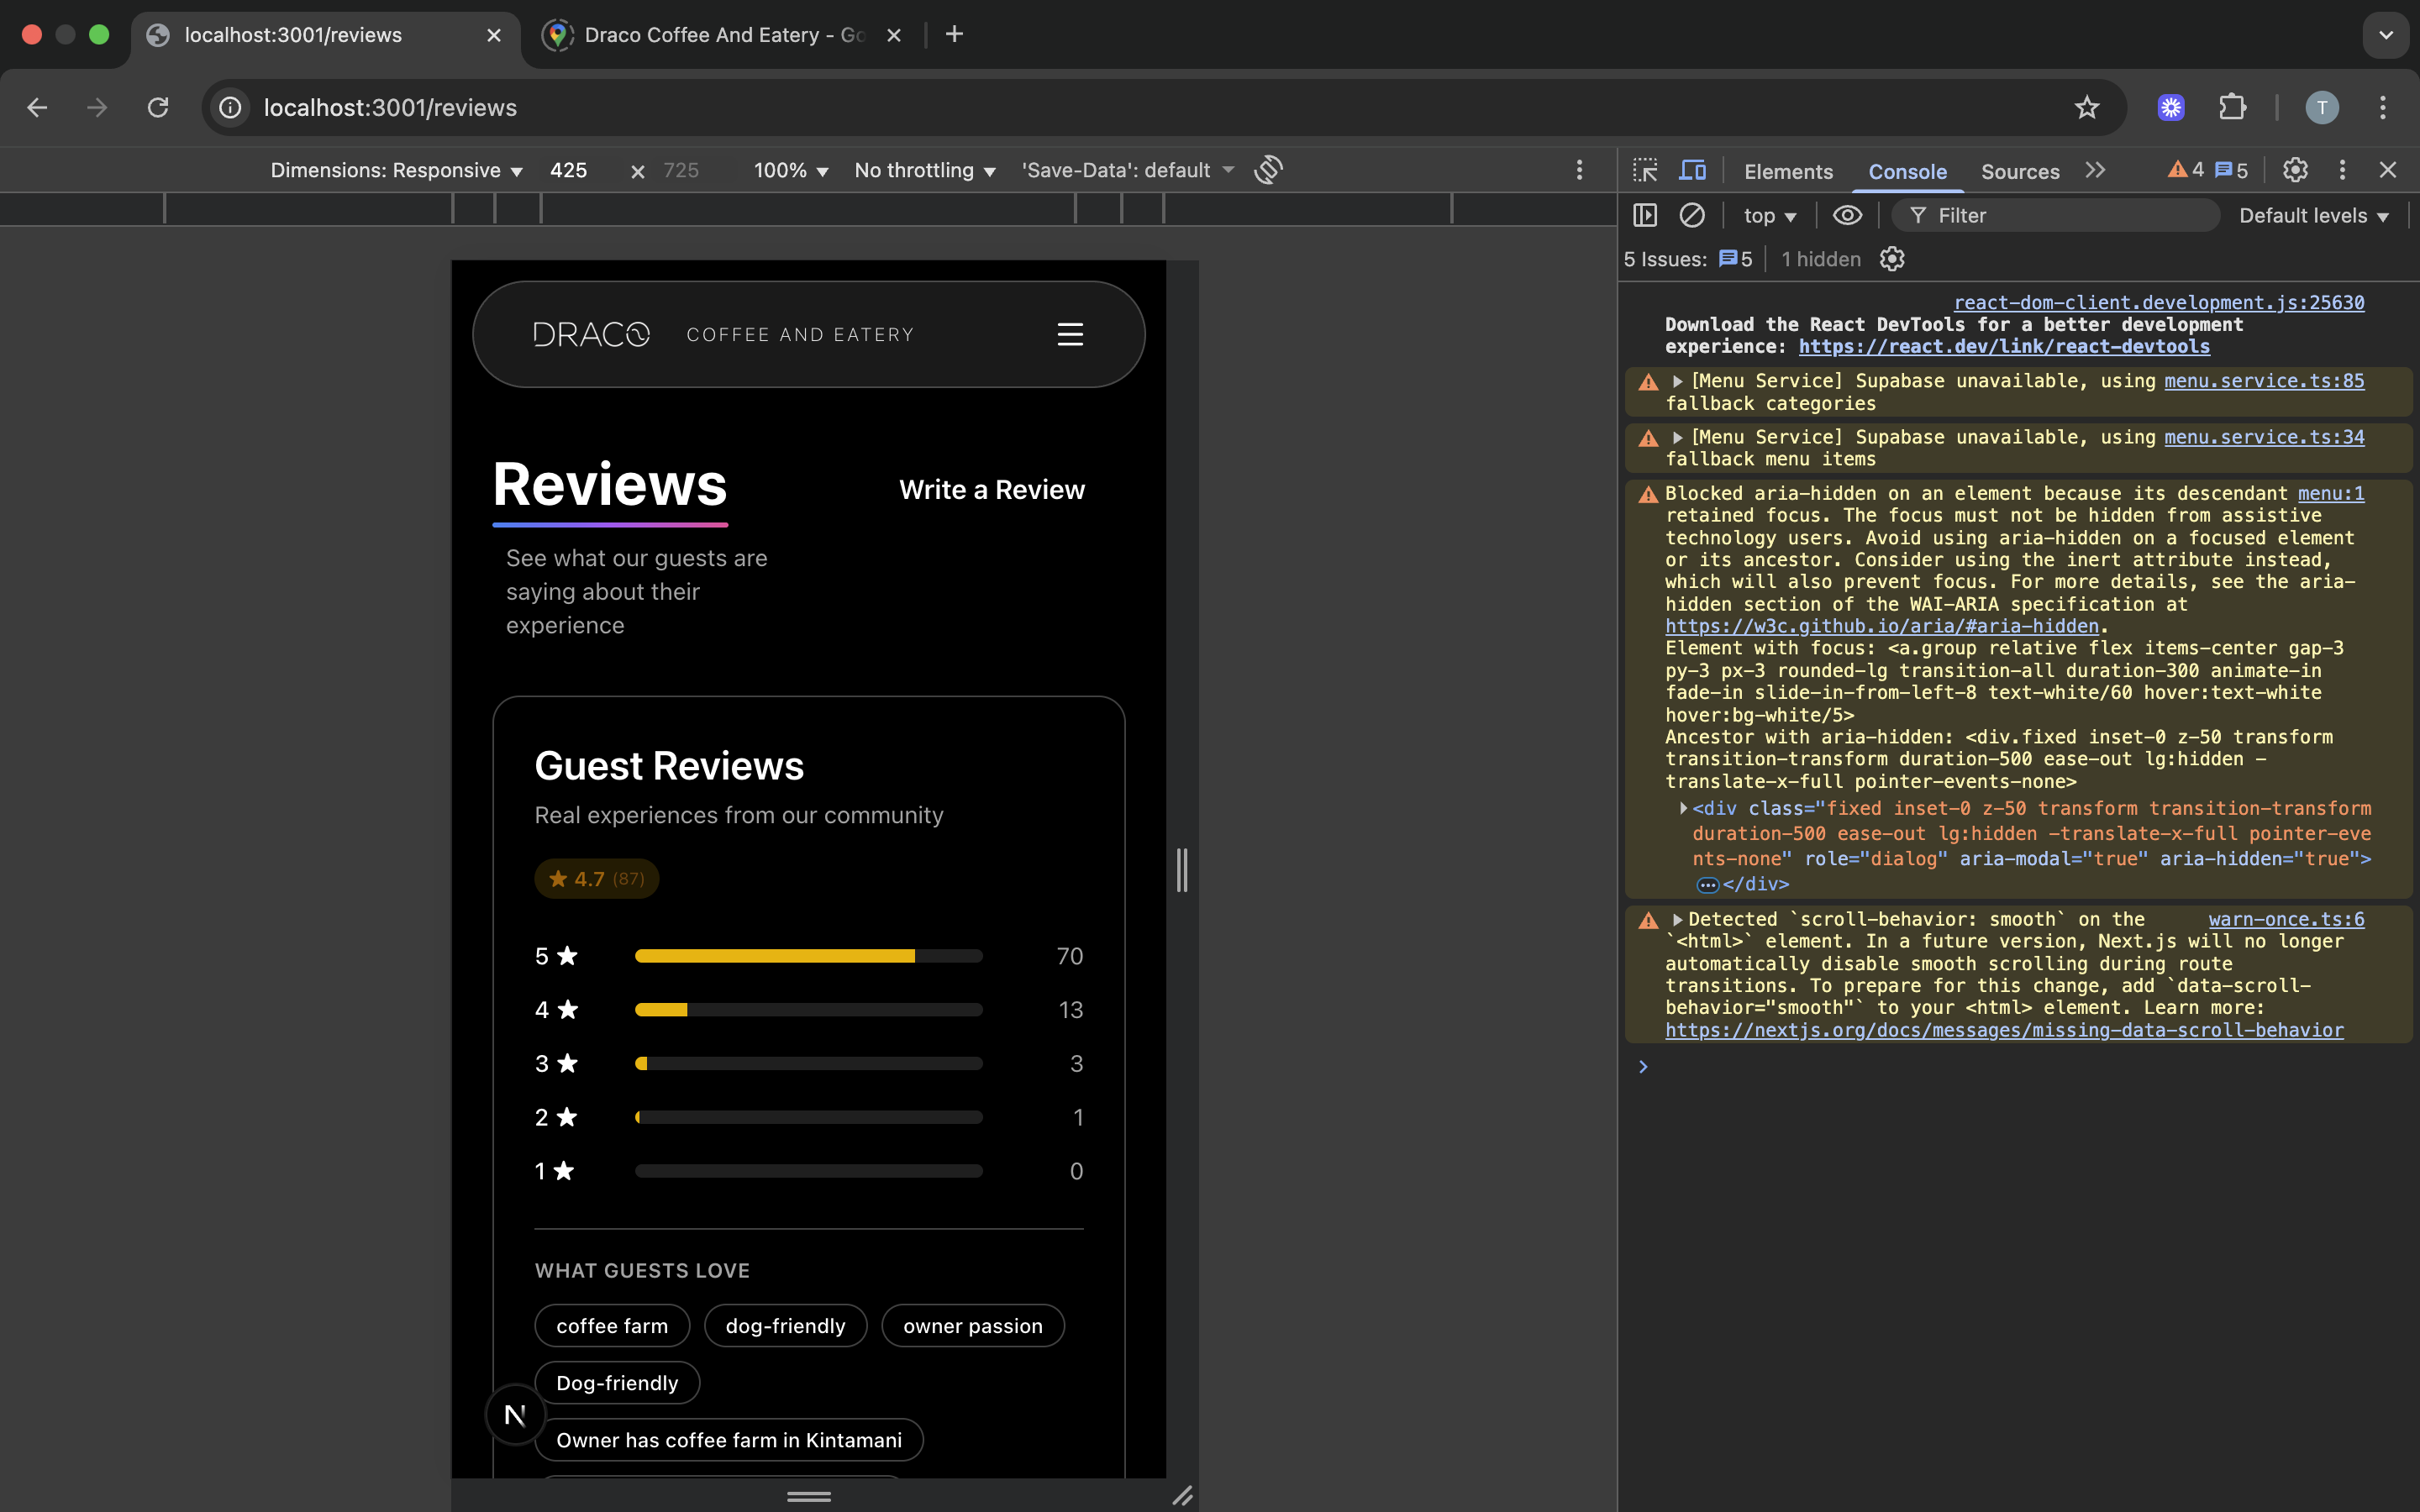 localhost:3001/reviews
Draco Coffee And Eatery - Go
localhost:3001/reviews
T
Dimensions: Responsive
425
725
100%
No throttling
'Save-Data': default
Elements
Console
Sources
4
5
top
Filter
Default levels
5 Issues:
5
1 hidden
DRACO
COFFEE AND EATERY
Reviews
Write a Review
See what our guests are
saying about their
experience
Guest Reviews
Real experiences from our community
★ 4.7 (87)
5 ★ 70
4 ★ 13
3 ★ 3
2 ★ 1
1 ★ 0
WHAT GUESTS LOVE
coffee farm
dog-friendly
owner passion
Dog-friendly
Owner has coffee farm in Kintamani
N
react-dom-client.development.js:25630
Download the React DevTools for a better development
experience: https://react.dev/link/react-devtools
[Menu Service] Supabase unavailable, using menu.service.ts:85
fallback categories
[Menu Service] Supabase unavailable, using menu.service.ts:34
fallback menu items
Blocked aria-hidden on an element because its descendant menu:1
retained focus. The focus must not be hidden from assistive
technology users. Avoid using aria-hidden on a focused element
or its ancestor. Consider using the inert attribute instead,
which will also prevent focus. For more details, see the aria-
hidden section of the WAI-ARIA specification at
https://w3c.github.io/aria/#aria-hidden.
Element with focus: <a.group relative flex items-center gap-3
py-3 px-3 rounded-lg transition-all duration-300 animate-in
fade-in slide-in-from-left-8 text-white/60 hover:text-white
hover:bg-white/5>
Ancestor with aria-hidden: <div.fixed inset-0 z-50 transform
transition-transform duration-500 ease-out lg:hidden -
translate-x-full pointer-events-none>
<div class="fixed inset-0 z-50 transform transition-transform
duration-500 ease-out lg:hidden -translate-x-full pointer-eve
nts-none" role="dialog" aria-modal="true" aria-hidden="true">
</div>
Detected `scroll-behavior: smooth` on the warn-once.ts:6
`<html>` element. In a future version, Next.js will no longer
automatically disable smooth scrolling during route
transitions. To prepare for this change, add `data-scroll-
behavior="smooth"` to your <html> element. Learn more:
https://nextjs.org/docs/messages/missing-data-scroll-behavior